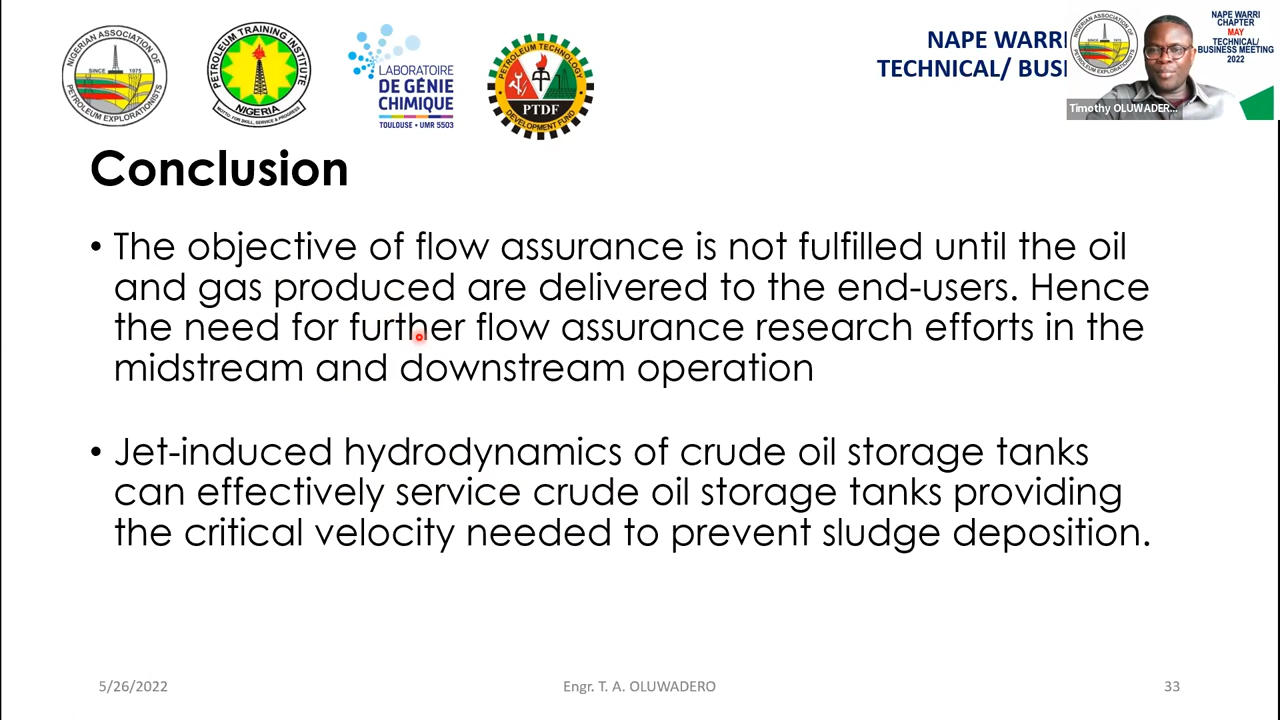 NIGERIAN ASSOCIATION OF
SINCE 1975
PETROLEUM EXPLORATIONISTS
PETROLEUM TRAINING INSTITUTE
NIGERIA
LABORATOIRE
DE GÉNIE
CHIMIQUE
TOULOUSE • UMR 5503
PETROLEUM TECHNOLOGY
PTDF
DEVELOPMENT FUND
NAPE WARRI
TECHNICAL/ BUSI
NAPE WARRI
CHAPTER
MAY
TECHNICAL/
BUSINESS MEETING
2022
Timothy OLUWADER...
Conclusion
• The objective of flow assurance is not fulfilled until the oil
and gas produced are delivered to the end-users. Hence
the need for further flow assurance research efforts in the
midstream and downstream operation
• Jet-induced hydrodynamics of crude oil storage tanks
can effectively service crude oil storage tanks providing
the critical velocity needed to prevent sludge deposition.
5/26/2022
Engr. T. A. OLUWADERO
33